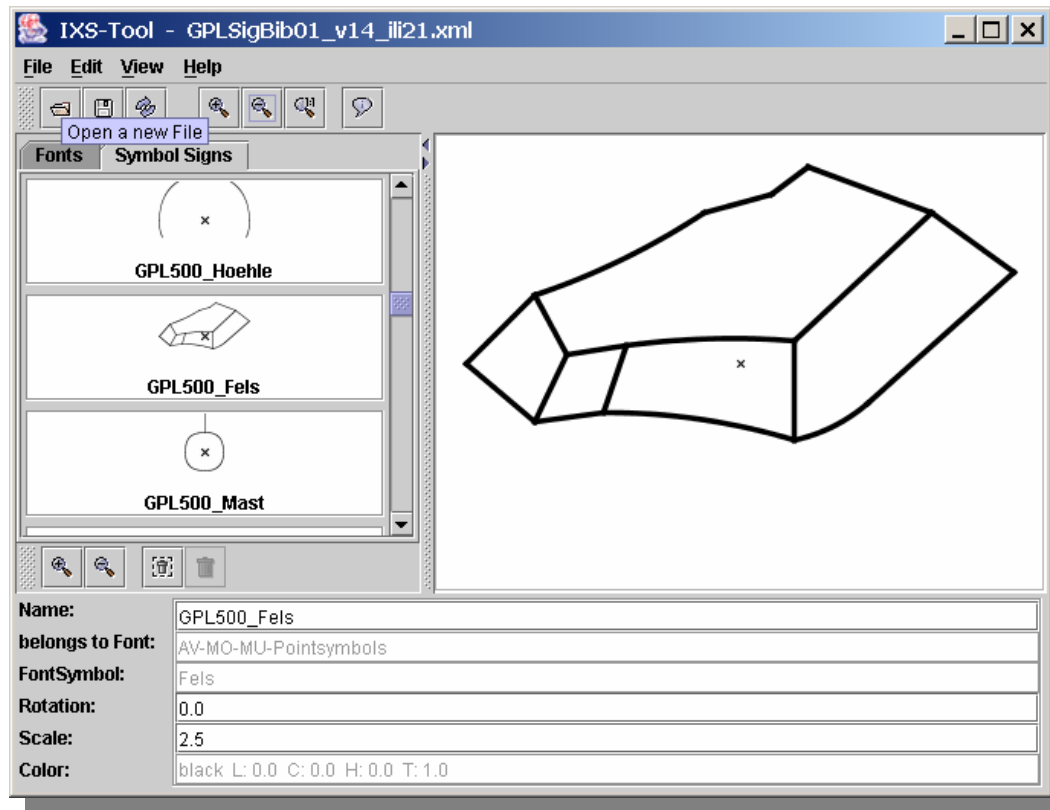 IXS-Tool - GPLSigBib01_v14_ili21.xml
File Edit View Help
Open a new File
Fonts Symbol Signs
GPL500_Hoehle
GPL500_Fels
GPL500_Mast
Name: GPL500_Fels
belongs to Font: AV-MO-MU-Pointsymbols
FontSymbol: Fels
Rotation: 0.0
Scale: 2.5
Color: black L: 0.0 C: 0.0 H: 0.0 T: 1.0